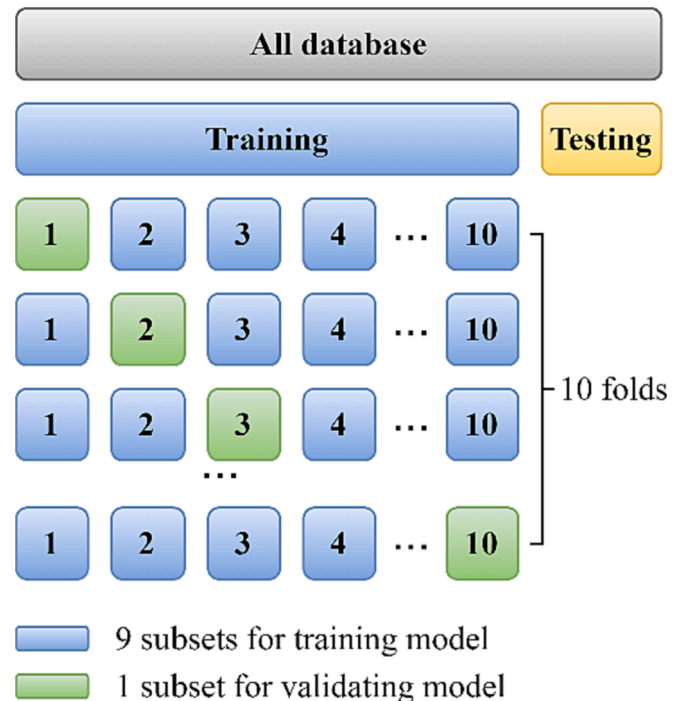 All database
Training Testing
1 2 3 4 ... 10
1 2 3 4 ... 10
1 2 3 4 ... 10
...
10 folds
1 2 3 4 ... 10
9 subsets for training model
1 subset for validating model